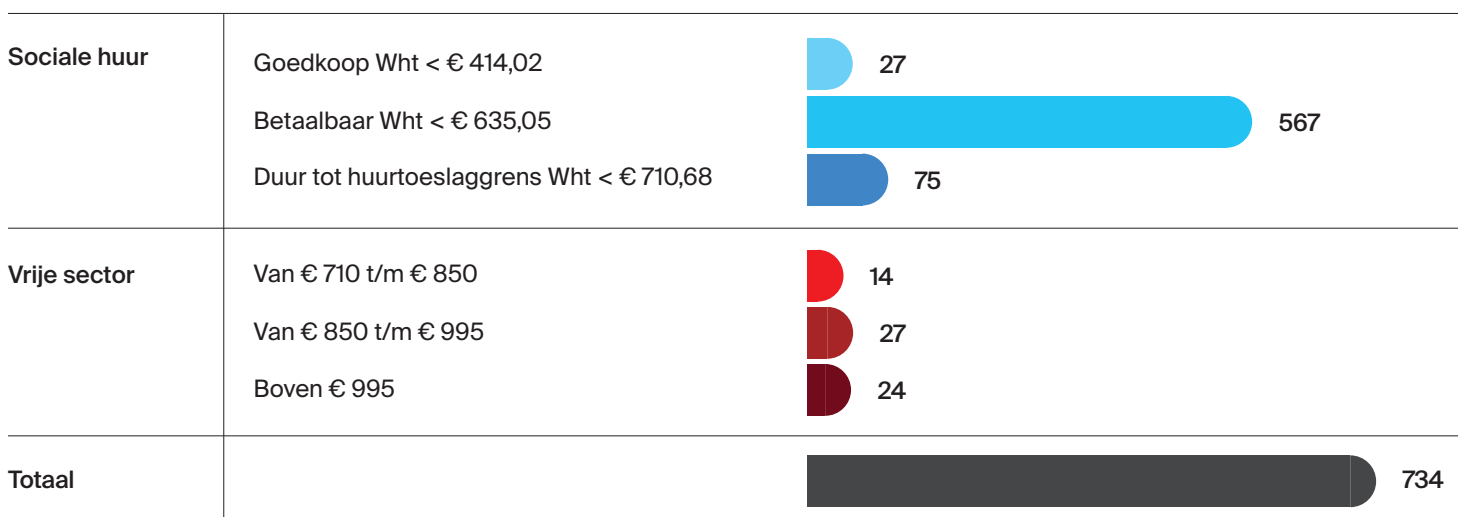 Sociale huur
Goedkoop Wht < € 414,02 27
Betaalbaar Wht < € 635,05 567
Duur tot huurtoeslaggrens Wht < € 710,68 75
Vrije sector
Van € 710 t/m € 850 14
Van € 850 t/m € 995 27
Boven € 995 24
Totaal 734